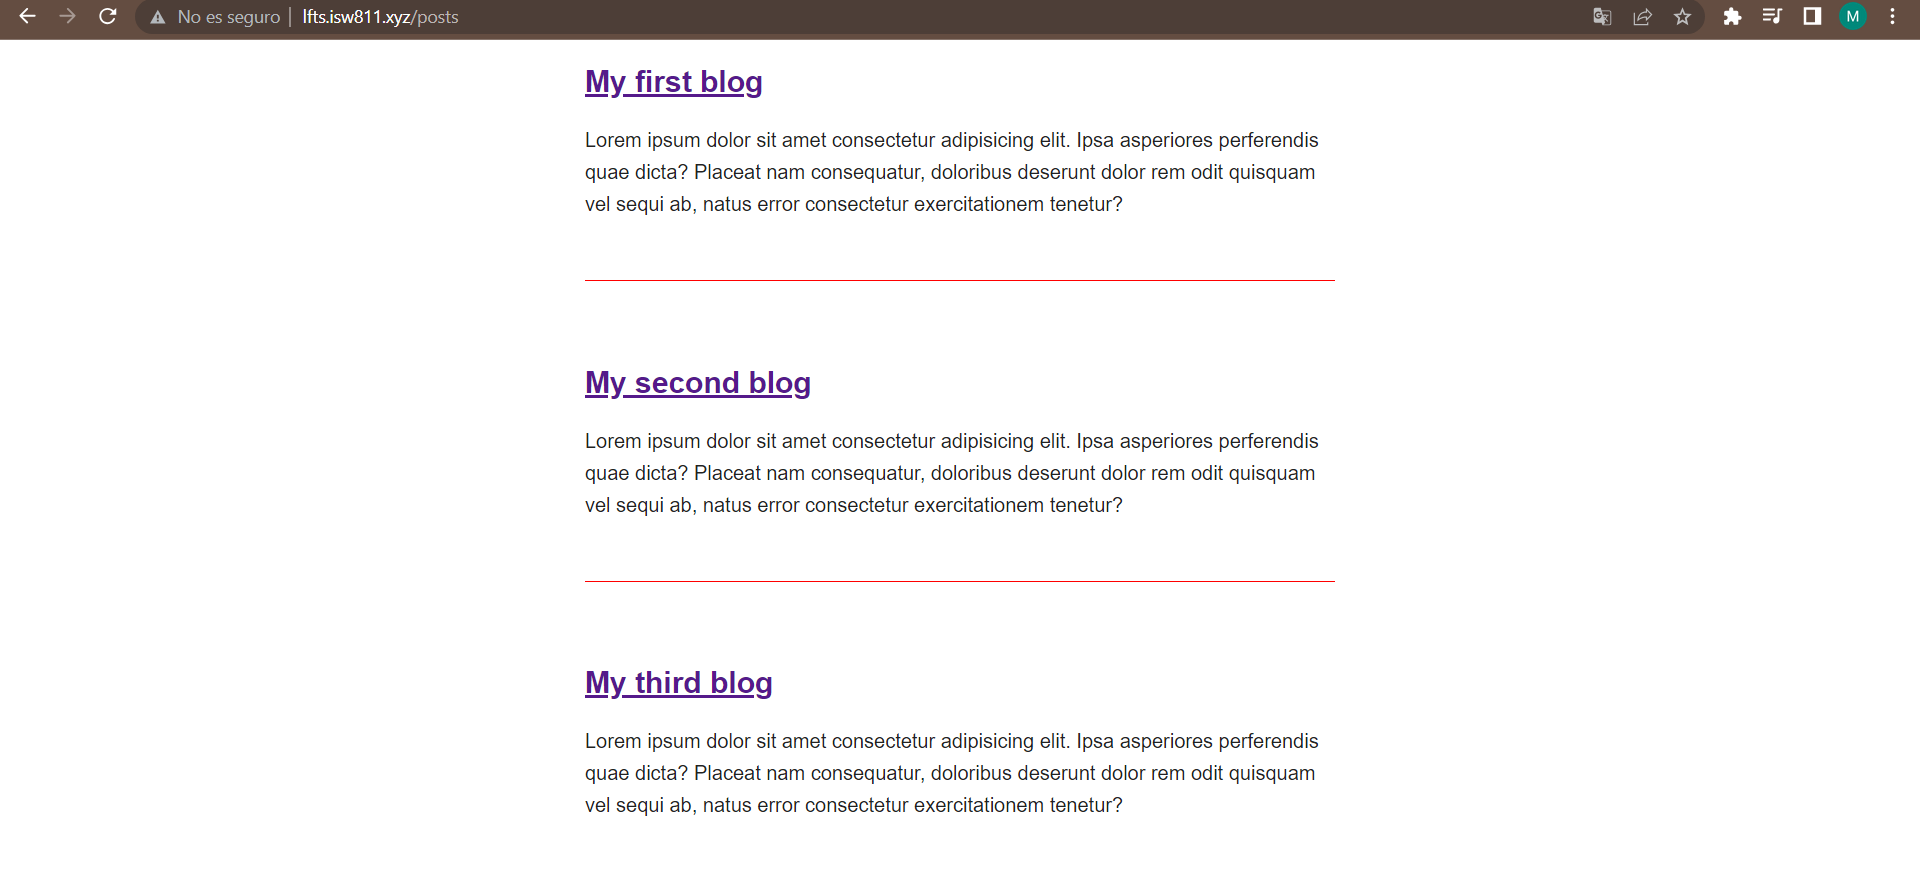 No es seguro | lfts.isw811.xyz/posts
M
My first blog
Lorem ipsum dolor sit amet consectetur adipisicing elit. Ipsa asperiores perferendis
quae dicta? Placeat nam consequatur, doloribus deserunt dolor rem odit quisquam
vel sequi ab, natus error consectetur exercitationem tenetur?
My second blog
Lorem ipsum dolor sit amet consectetur adipisicing elit. Ipsa asperiores perferendis
quae dicta? Placeat nam consequatur, doloribus deserunt dolor rem odit quisquam
vel sequi ab, natus error consectetur exercitationem tenetur?
My third blog
Lorem ipsum dolor sit amet consectetur adipisicing elit. Ipsa asperiores perferendis
quae dicta? Placeat nam consequatur, doloribus deserunt dolor rem odit quisquam
vel sequi ab, natus error consectetur exercitationem tenetur?